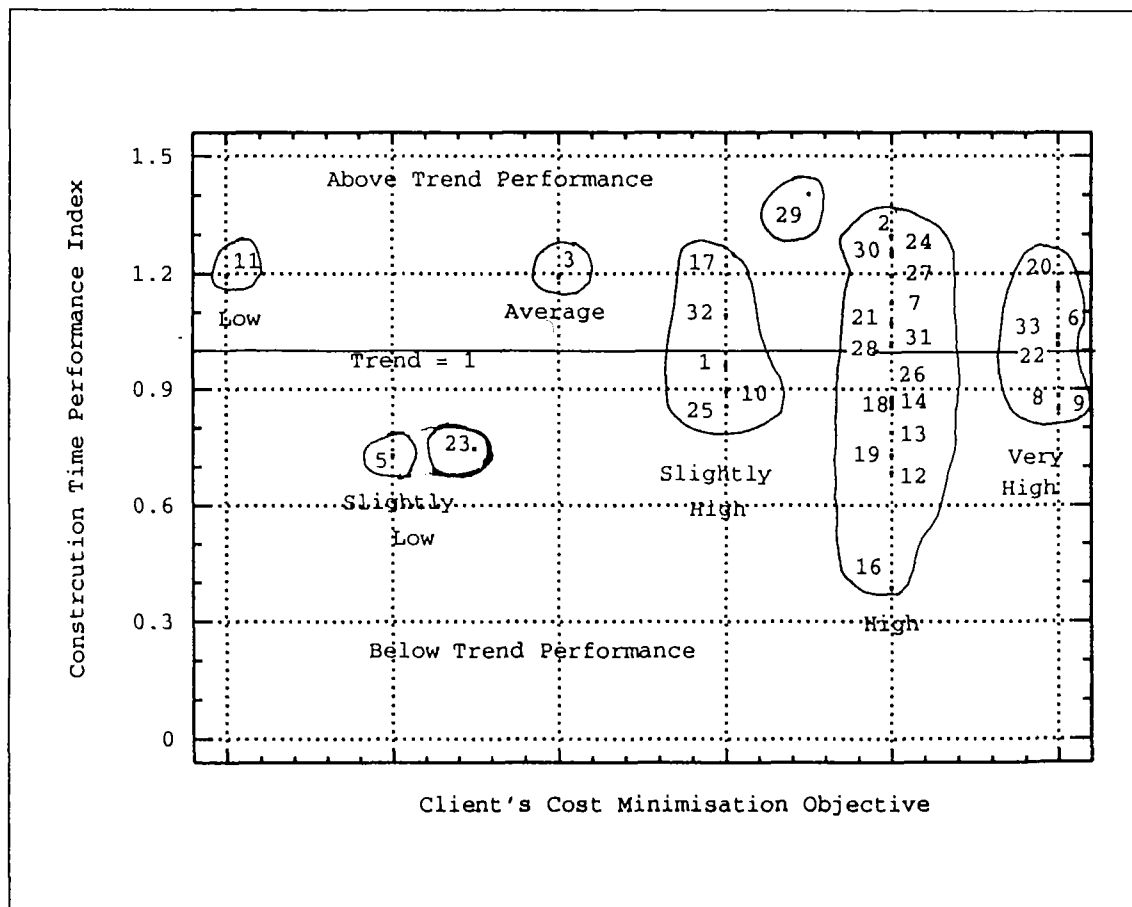 1.5
Above Trend Performance
29
2
30
24
11
3
17
20
1.2
27
Low
Average
32
7
21
33
6
31
28
22
Trend = 1
1
26
0.9
10
25
18
14
8
9
13
5
23
19
12
Slightly
Low
Slightly
High
Very
High
0.6
16
High
0.3
Below Trend Performance
0
Constrcution Time Performance Index
Client's Cost Minimisation Objective